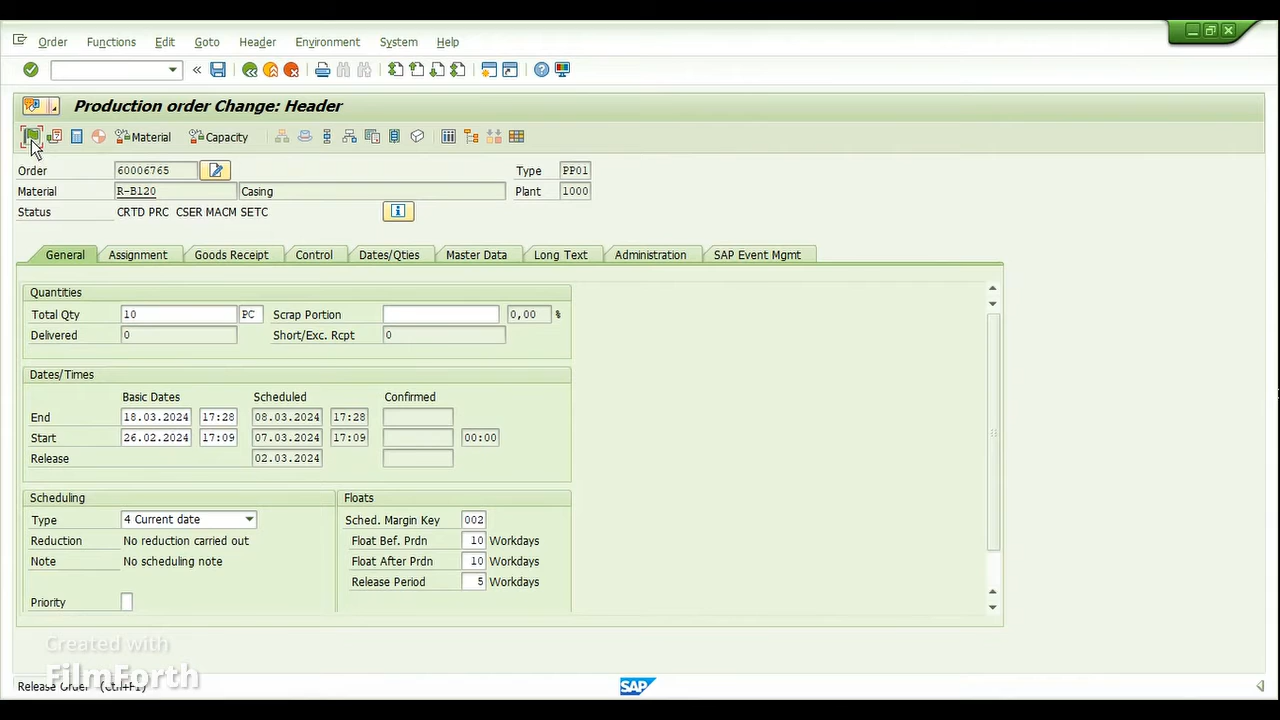 Order Functions Edit Goto Header Environment System Help
Production order Change: Header
Material Capacity
Order 60006765 Type PP01
Material R-B120 Casing Plant 1000
Status CRTD PRC CSER MACM SETC
General Assignment Goods Receipt Control Dates/Qties Master Data Long Text Administration SAP Event Mgmt
Quantities
Total Qty 10 PC Scrap Portion 0,00 %
Delivered 0 Short/Exc. Rcpt 0
Dates/Times
Basic Dates Scheduled Confirmed
End 18.03.2024 17:28 08.03.2024 17:28
Start 26.02.2024 17:09 07.03.2024 17:09 00:00
Release 02.03.2024
Scheduling Floats
Type 4 Current date Sched. Margin Key 002
Reduction No reduction carried out Float Bef. Prdn 10 Workdays
Note No scheduling note Float After Prdn 10 Workdays
Release Period 5 Workdays
Priority
Created with
FilmForth
Release Order (Ctrl+F1)
SAP